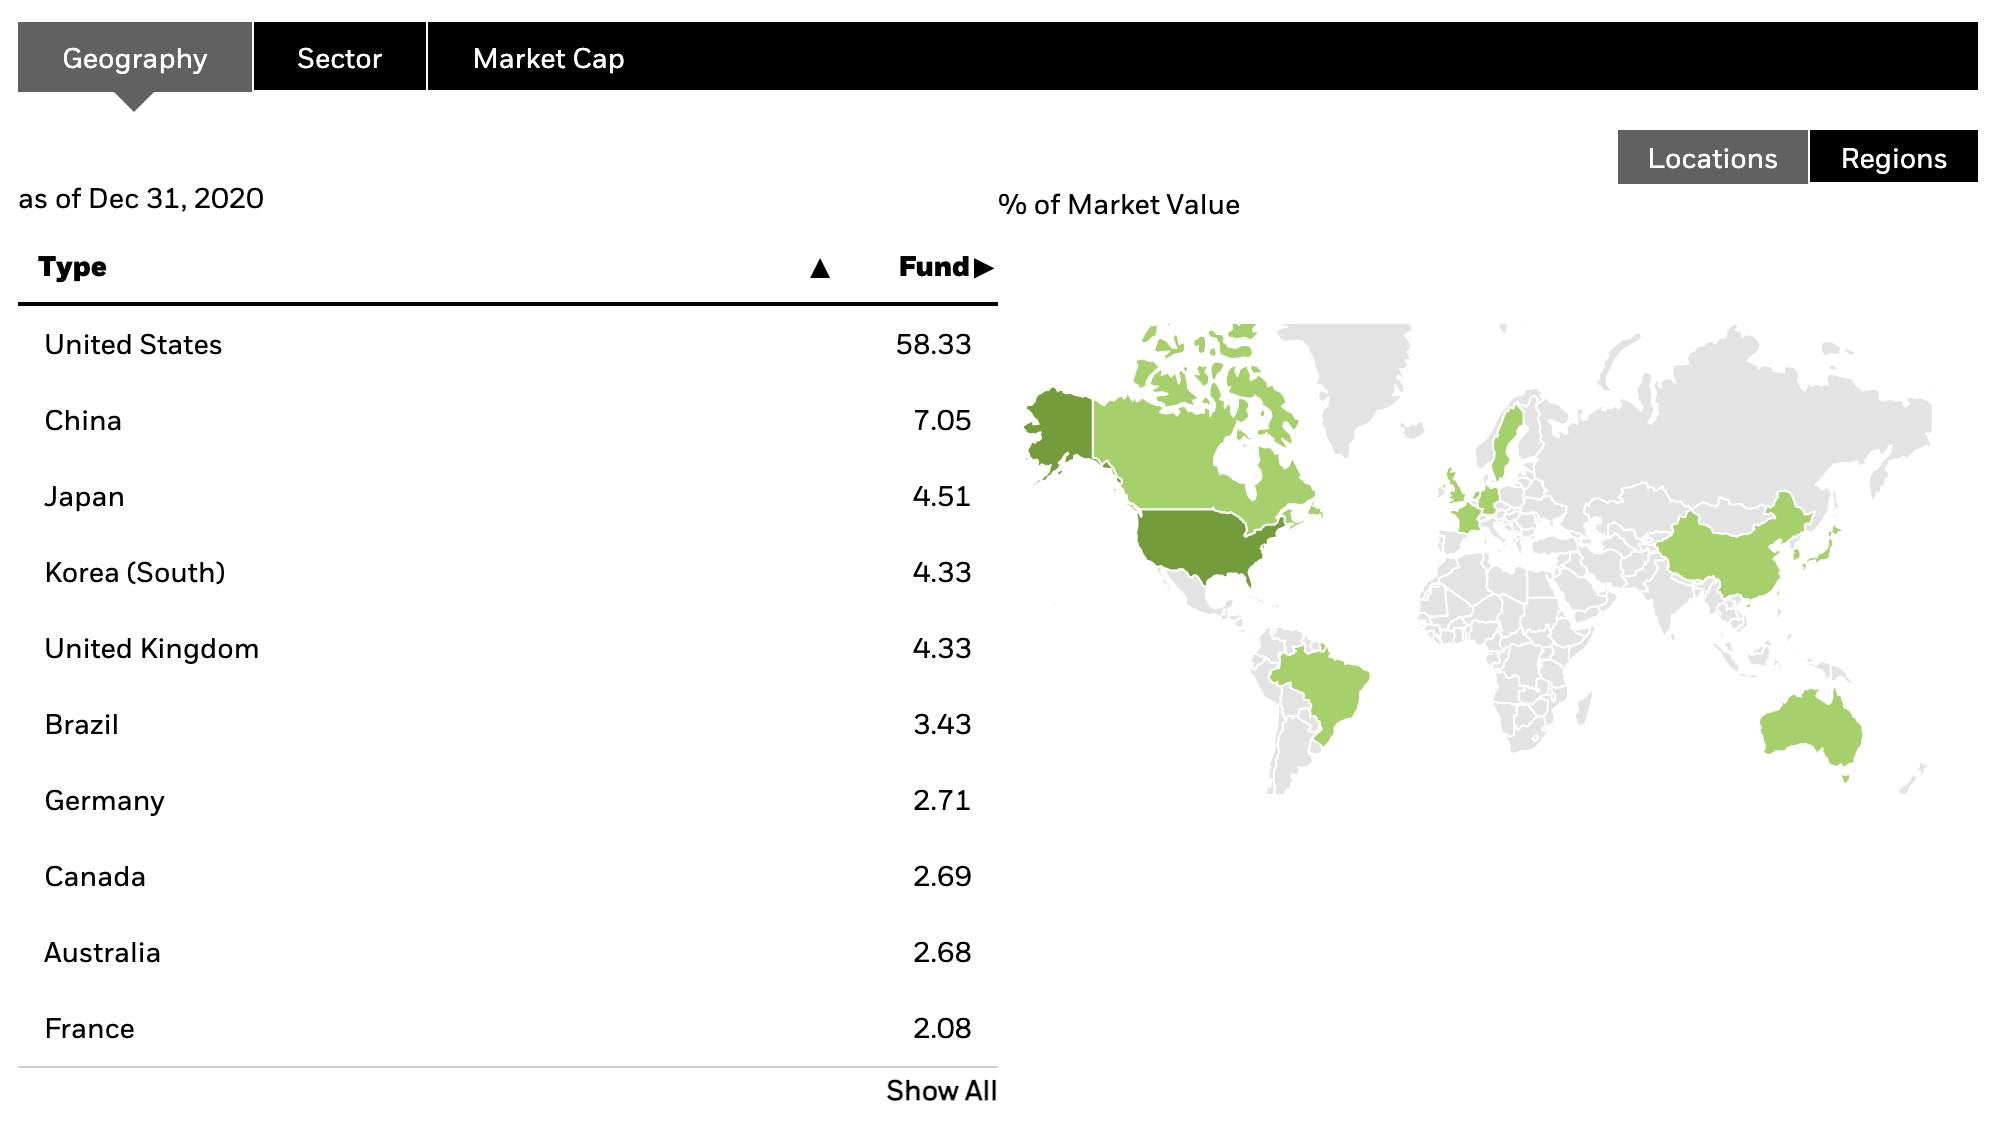 Geography Sector Market Cap
Locations Regions
as of Dec 31, 2020
% of Market Value
Type ▲ Fund▶
United States 58.33
China 7.05
Japan 4.51
Korea (South) 4.33
United Kingdom 4.33
Brazil 3.43
Germany 2.71
Canada 2.69
Australia 2.68
France 2.08
Show All